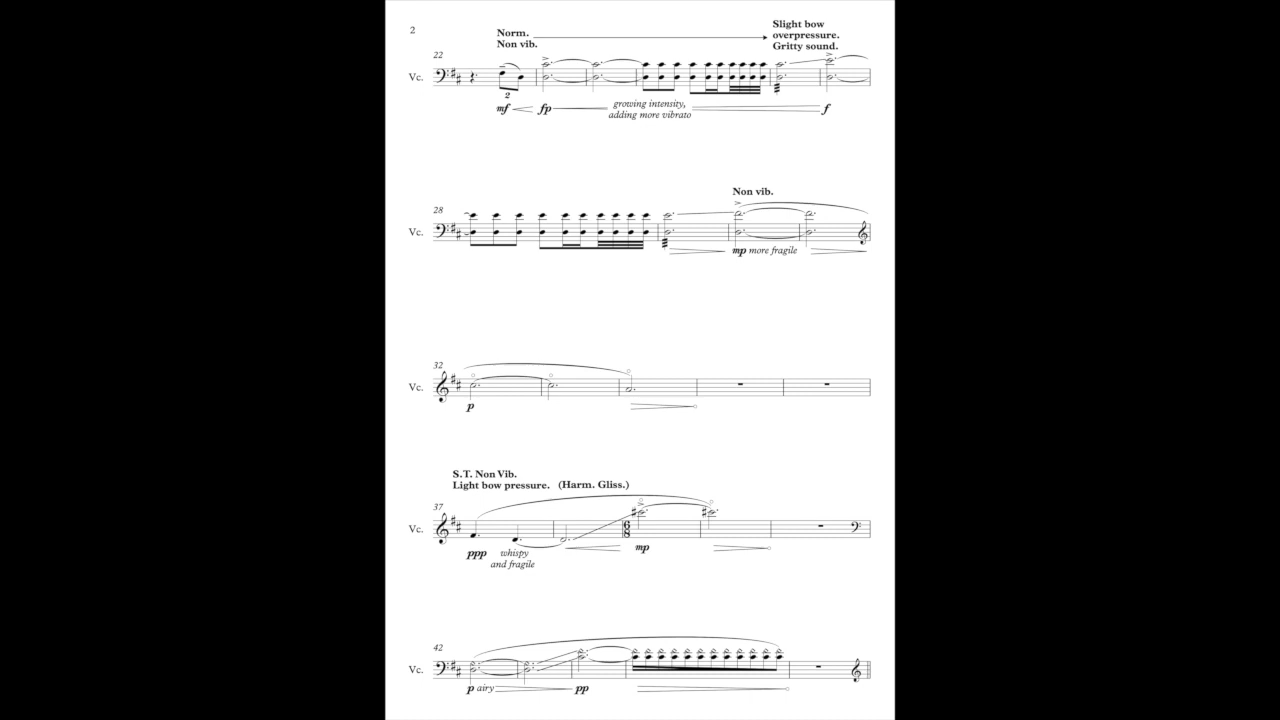 2
Norm.
Non vib.
Slight bow
overpressure.
Gritty sound.
22
Vc.
2
mf
fp
growing intensity,
adding more vibrato
f
28
Non vib.
Vc.
mp more fragile
32
Vc.
p
S.T. Non Vib.
Light bow pressure. (Harm. Gliss.)
37
Vc.
6
8
ppp whispy
and fragile
mp
42
Vc.
p airy
pp